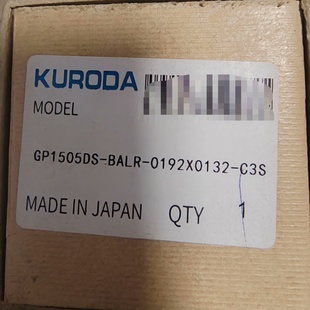 KURODA
MODEL
GP1505DS-BALR-0192X0132-C3S
MADE IN JAPAN QTY 1